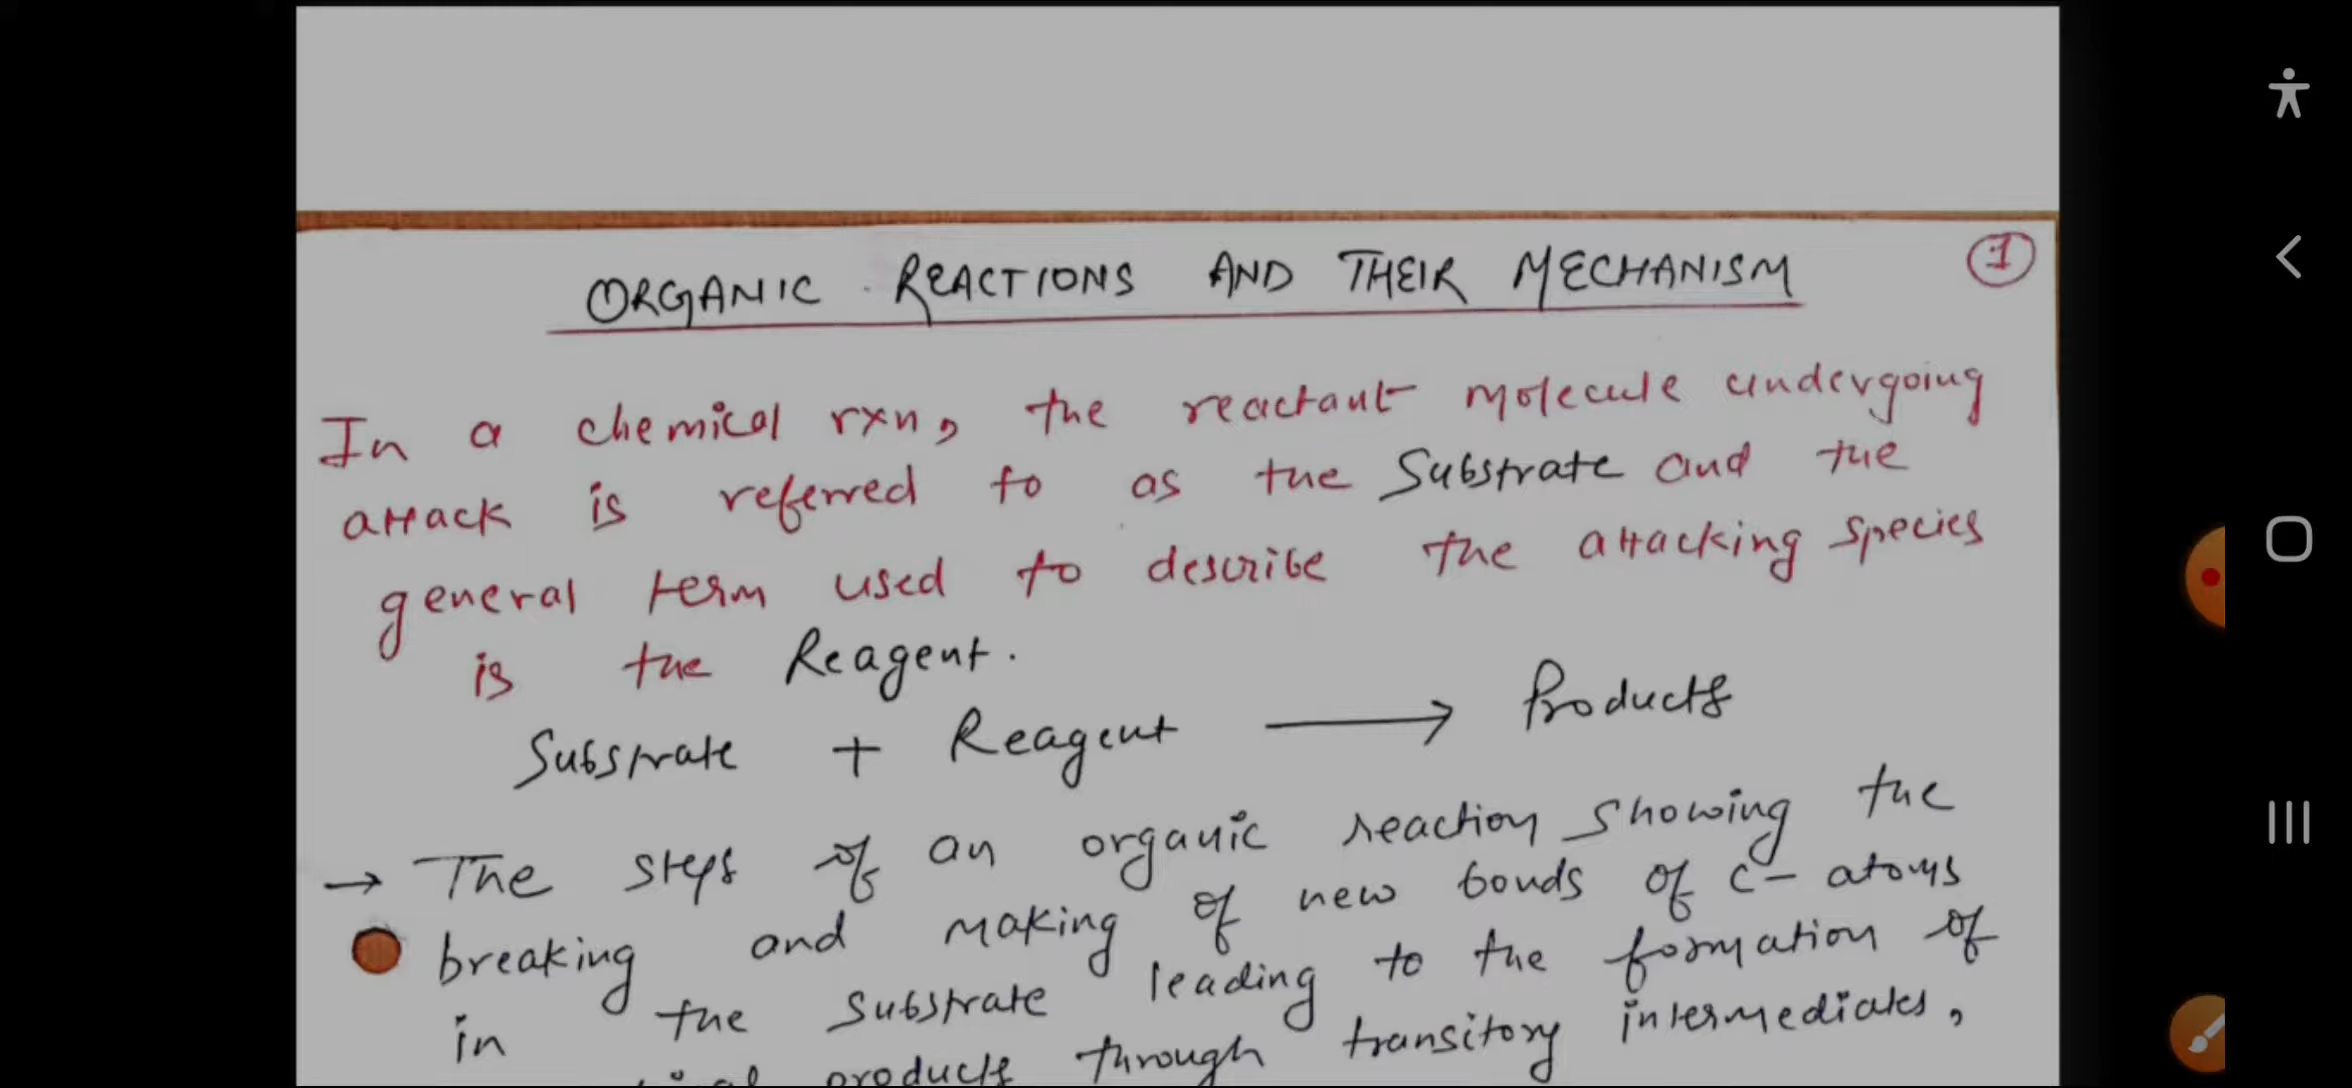 ORGANIC REACTIONS AND THEIR MECHANISM
1
In a chemical rxn, the reactant molecule undergoing
attack is referred to as the Substrate and the
general term used to describe the attacking species
is the Reagent.
Substrate + Reagent → Products
→ The steps of an organic reaction showing the
breaking and making of new bonds of C-atoms
in the substrate leading to the formation of
products through transitory intermediates,